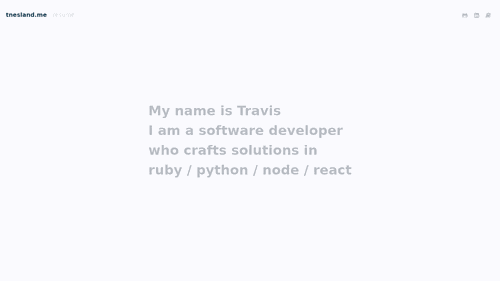 tnesland.me
My name is Travis
I am a software developer
who crafts solutions in
ruby / python / node / react